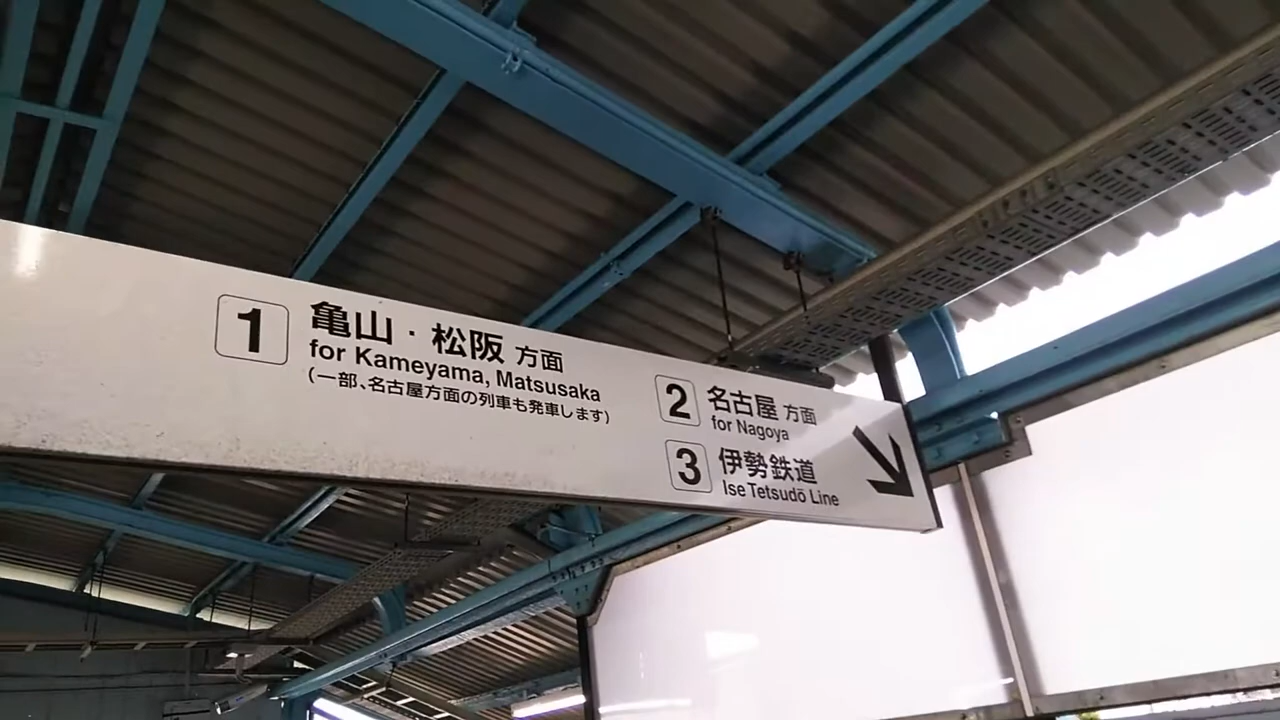 1 亀山・松阪 方面
for Kameyama, Matsusaka
(一部、名古屋方面の列車も発車します)
2 名古屋 方面
for Nagoya
3 伊勢鉄道
Ise Tetsudō Line